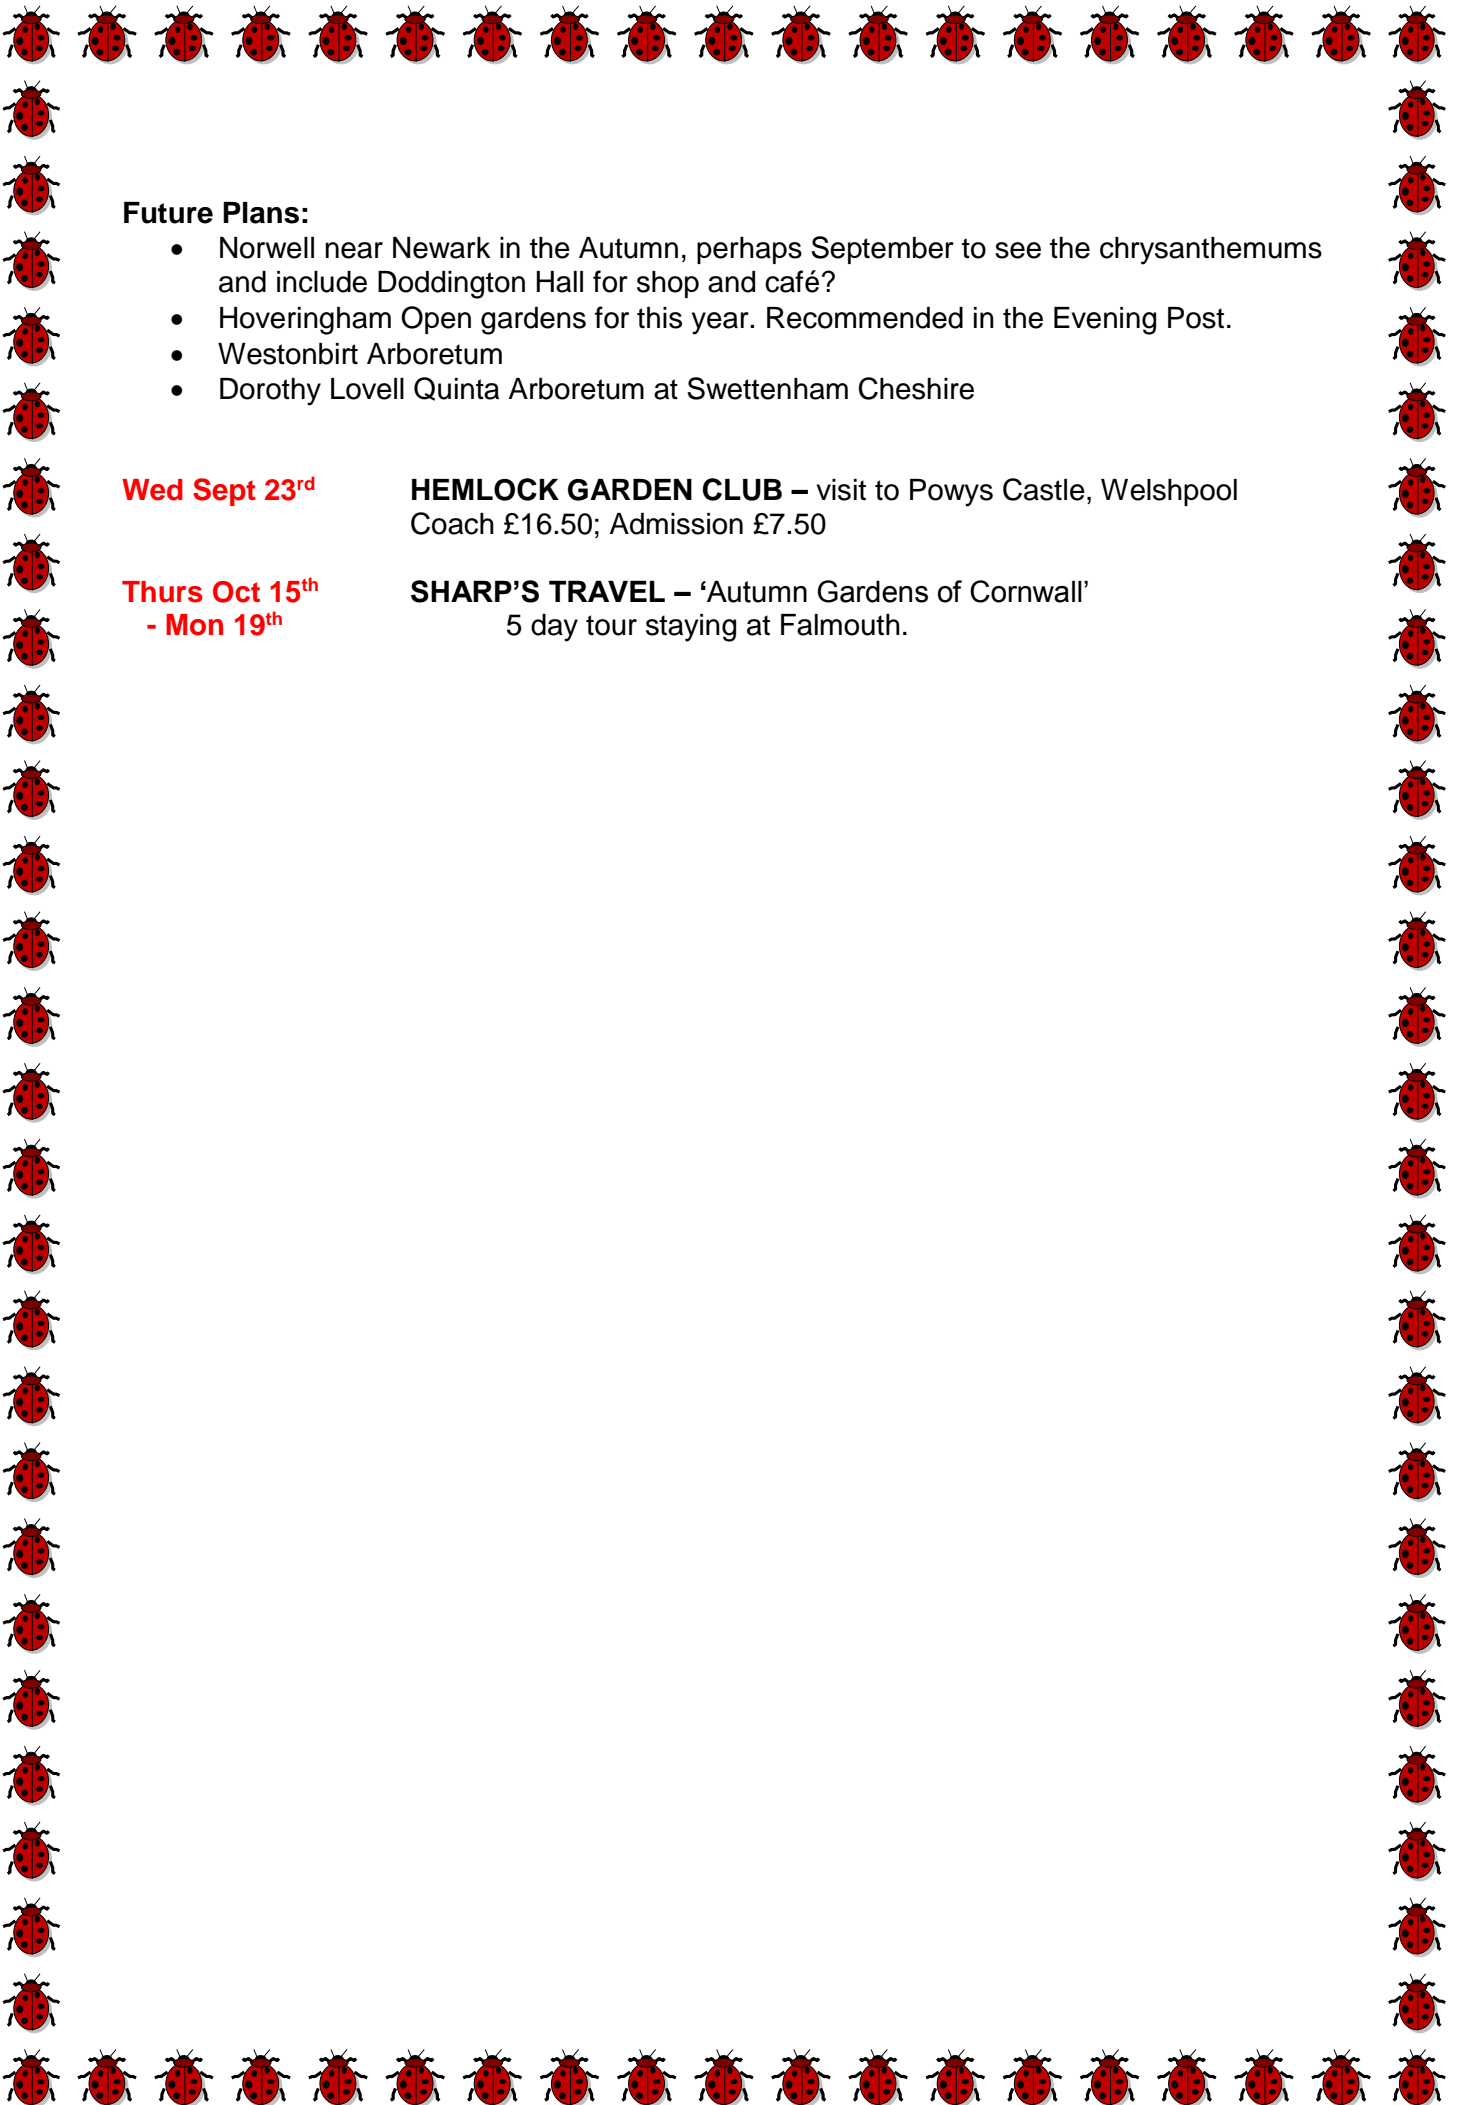 Future Plans:
• Norwell near Newark in the Autumn, perhaps September to see the chrysanthemums
and include Doddington Hall for shop and café?
• Hoveringham Open gardens for this year. Recommended in the Evening Post.
• Westonbirt Arboretum
• Dorothy Lovell Quinta Arboretum at Swettenham Cheshire
Wed Sept 23rd HEMLOCK GARDEN CLUB – visit to Powys Castle, Welshpool
Coach £16.50; Admission £7.50
Thurs Oct 15th SHARP’S TRAVEL – ‘Autumn Gardens of Cornwall’
- Mon 19th 5 day tour staying at Falmouth.